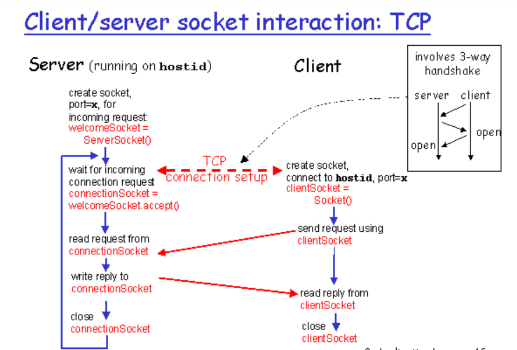 Client/server socket interaction: TCP
Server (running on hostid)
Client
involves 3-way
handshake
server client
open
open
create socket,
port=x, for
incoming request:
welcomeSocket =
ServerSocket()
TCP
connection setup
wait for incoming
connection request
connectionSocket =
welcomeSocket.accept()
create socket,
connect to hostid, port=x
clientSocket =
Socket()
send request using
clientSocket
read request from
connectionSocket
write reply to
connectionSocket
read reply from
clientSocket
close
connectionSocket
close
clientSocket